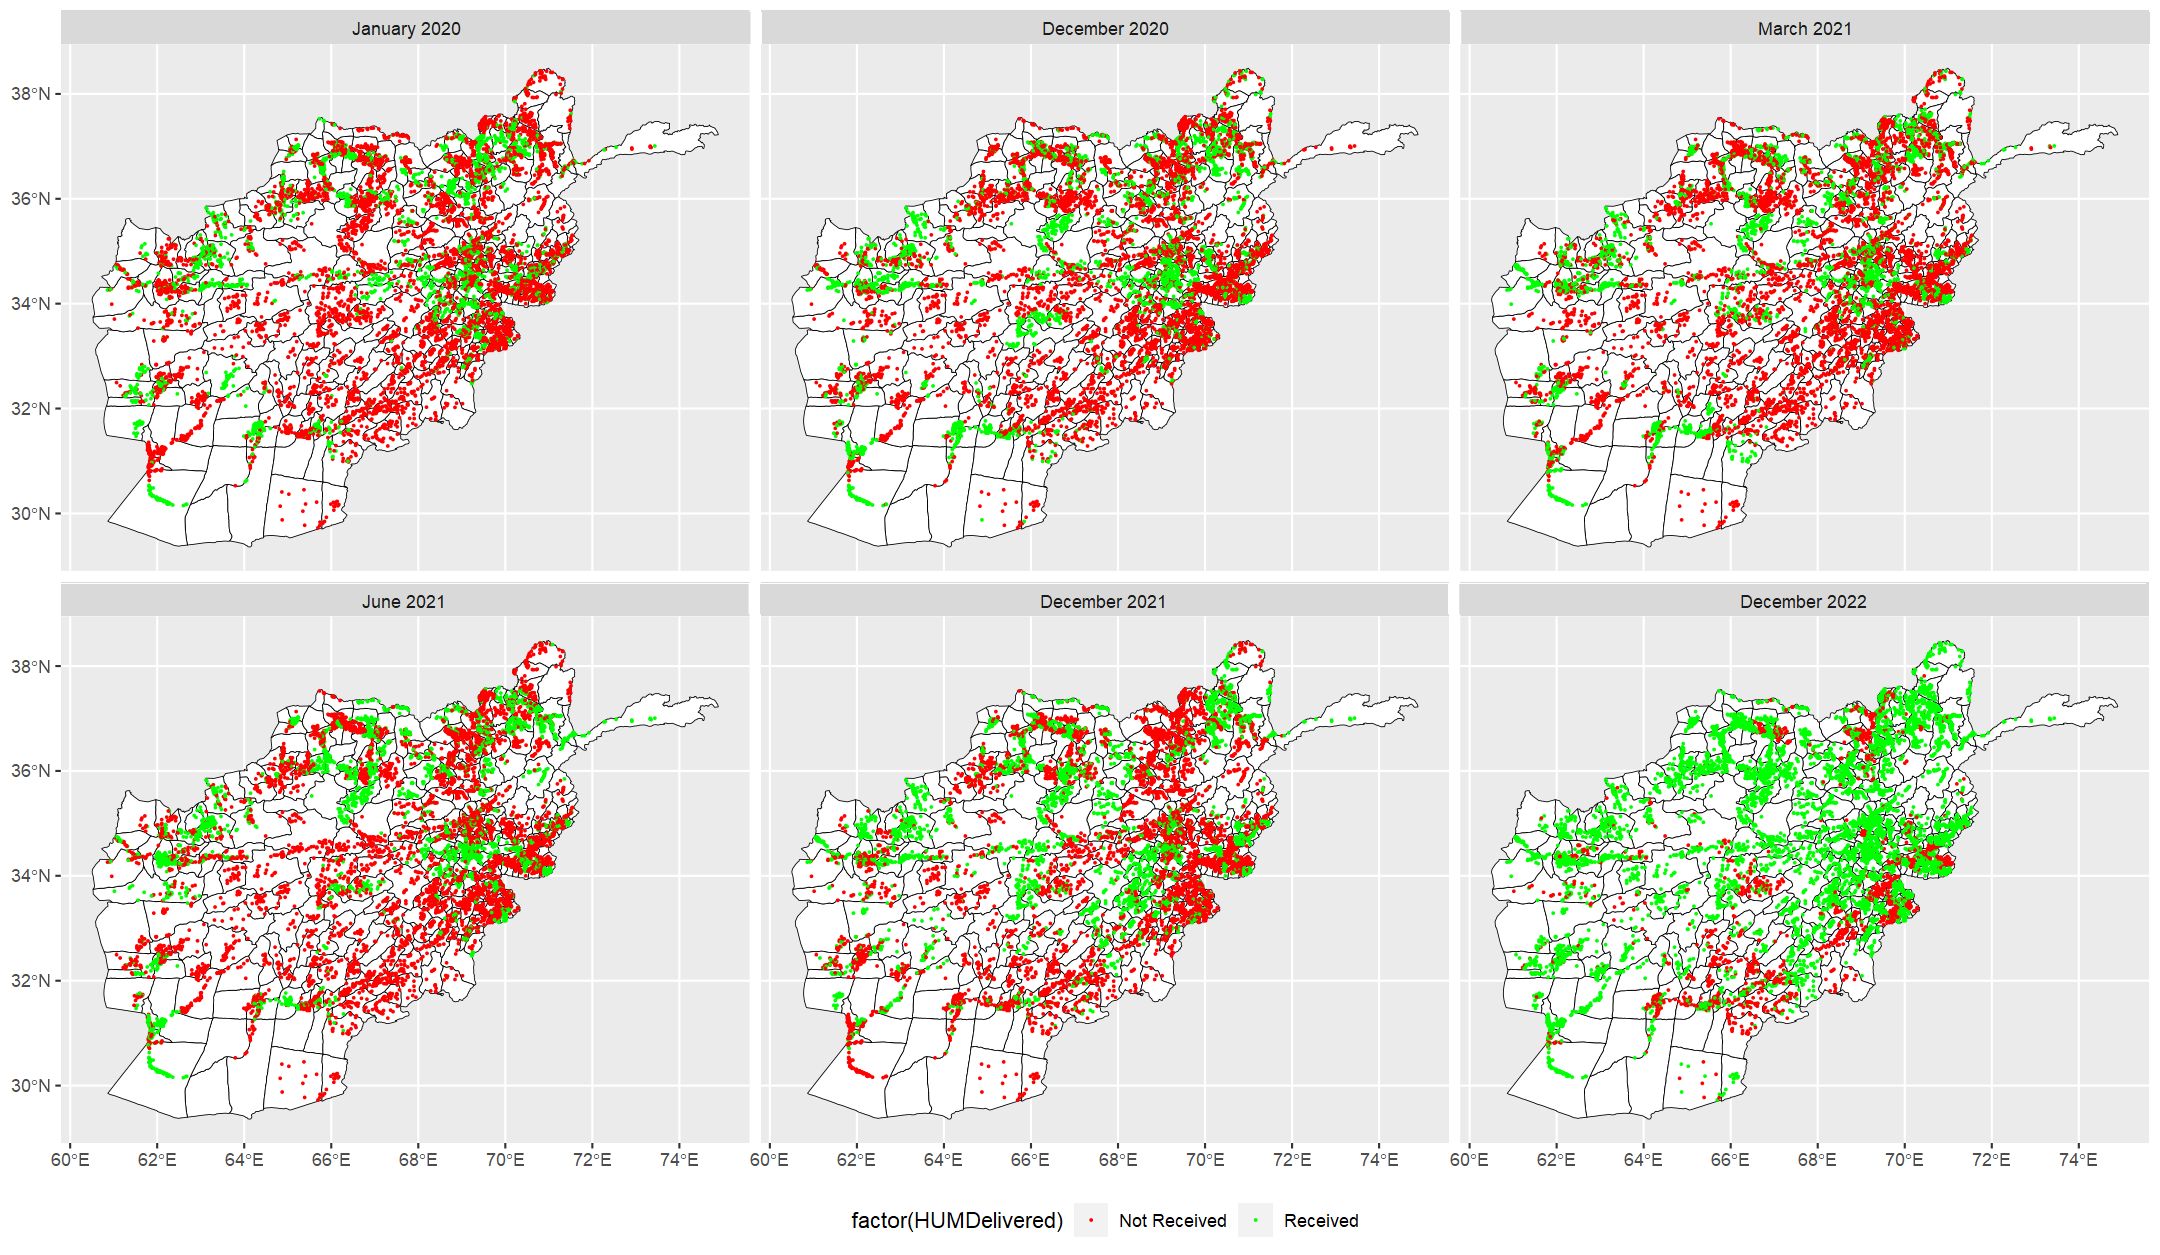 January 2020
December 2020
March 2021
38°N
36°N
34°N
32°N
30°N
June 2021
December 2021
December 2022
38°N
36°N
34°N
32°N
30°N
60°E 62°E 64°E 66°E 68°E 70°E 72°E 74°E 60°E 62°E 64°E 66°E 68°E 70°E 72°E 74°E 60°E 62°E 64°E 66°E 68°E 70°E 72°E 74°E
factor(HUMDelivered) Not Received Received